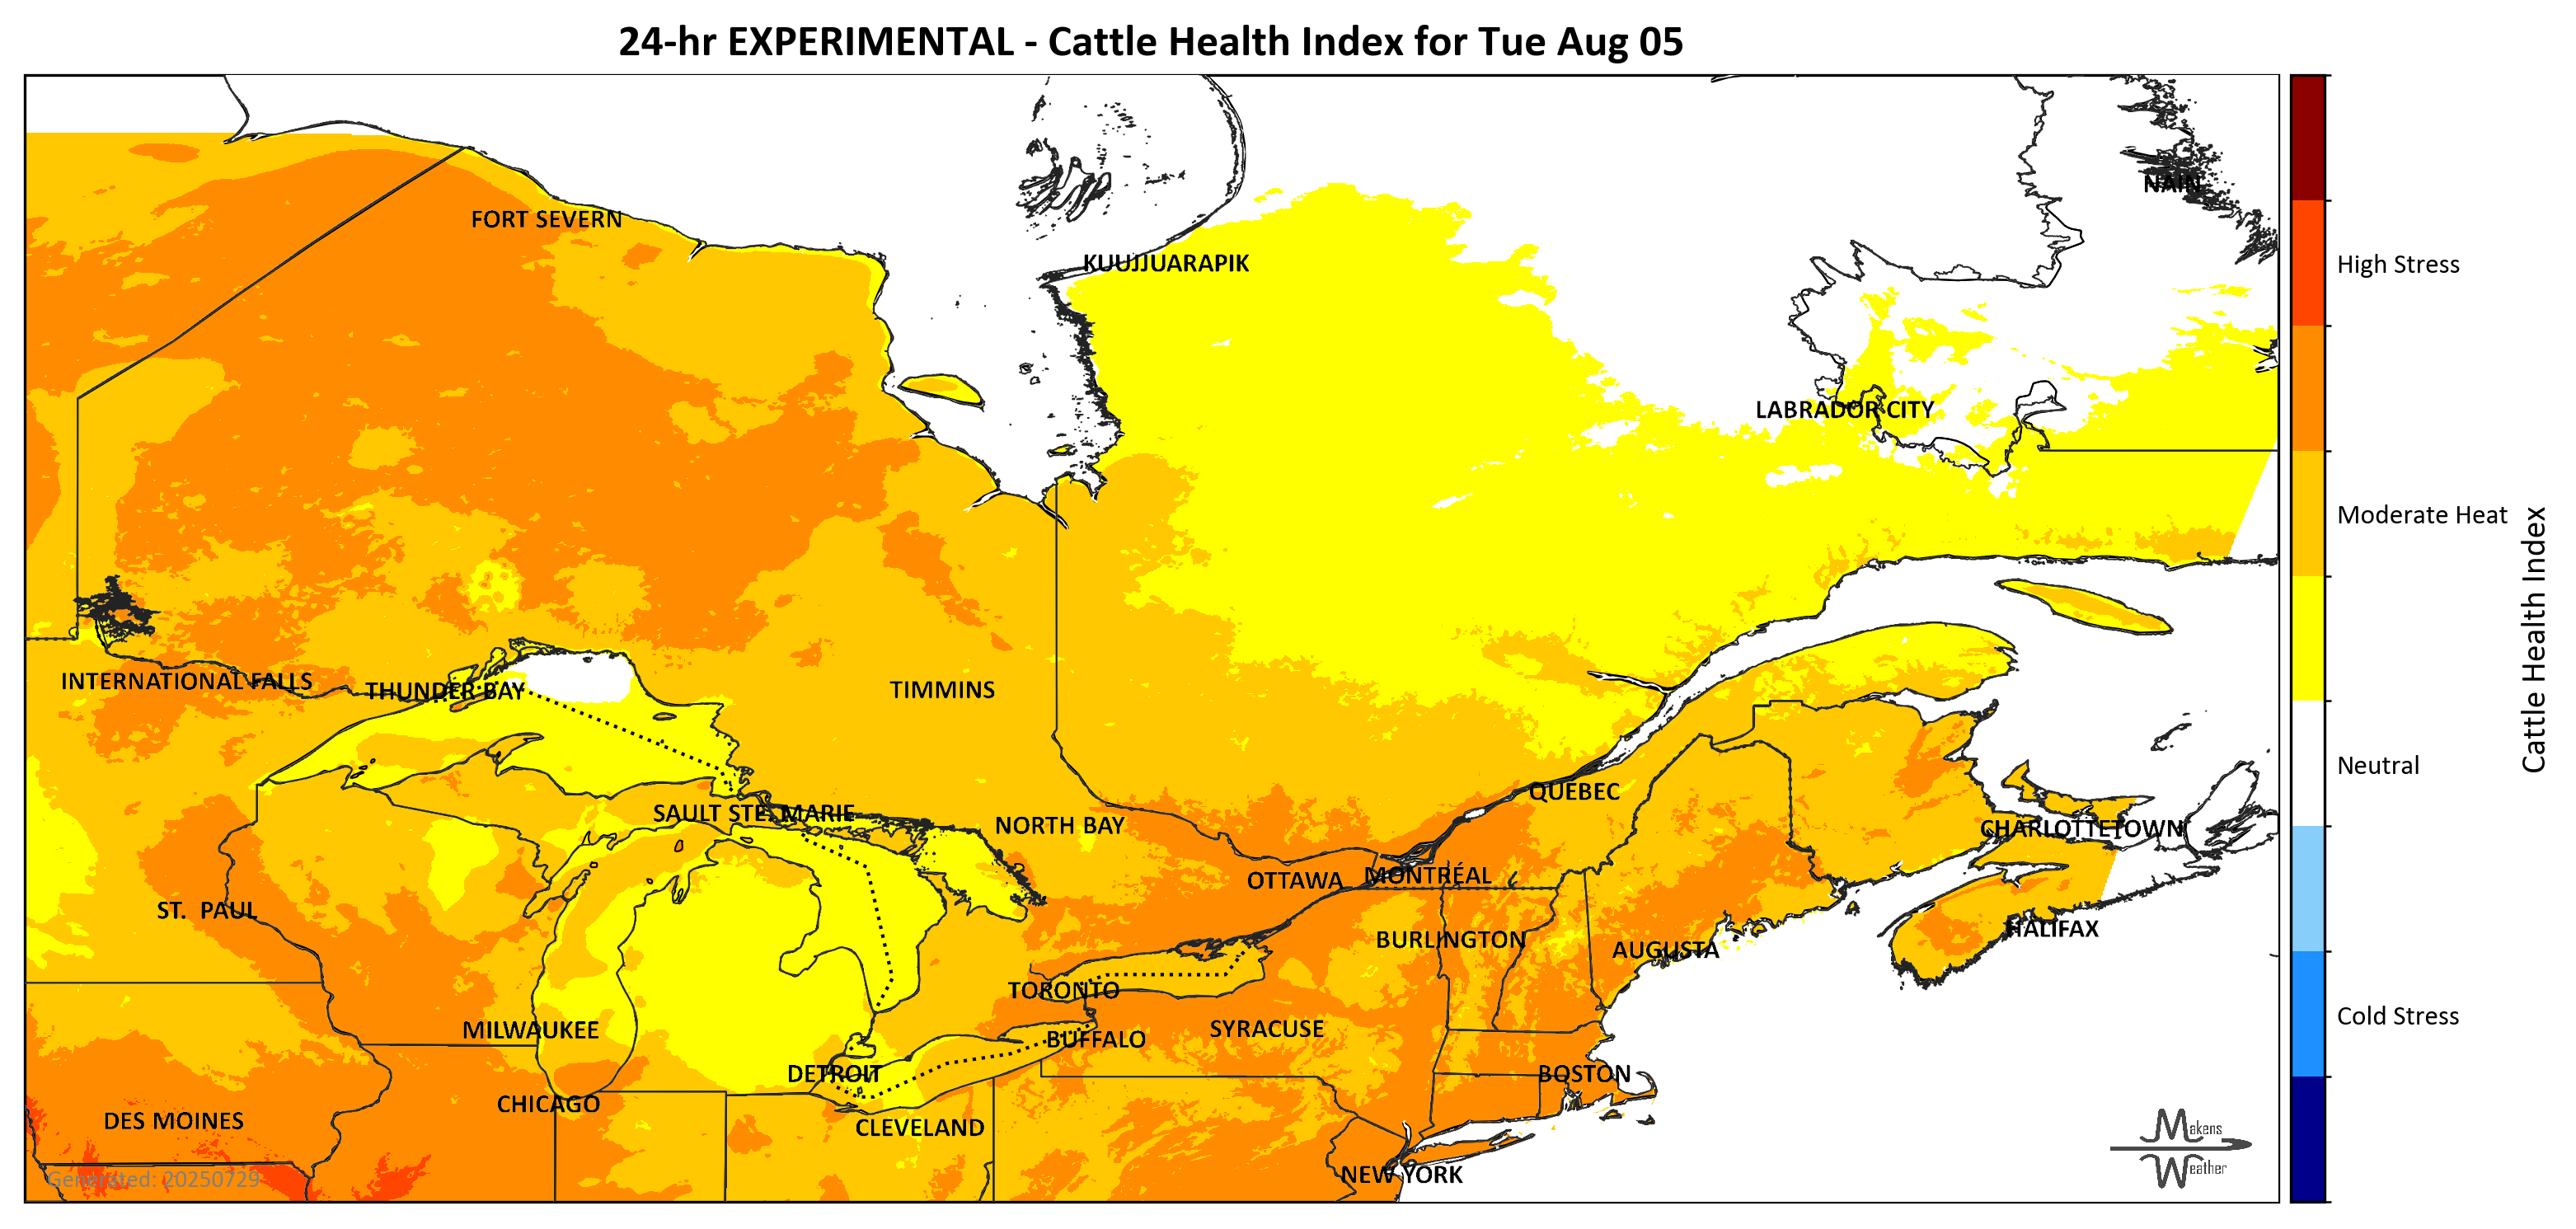 24-hr EXPERIMENTAL - Cattle Health Index for Tue Aug 05
NAIN
FORT SEVERN
KUUJJUARAPIK
High Stress
LABRADOR CITY
Moderate Heat
INTERNATIONAL FALLS
THUNDER BAY
TIMMINS
Cattle Health Index
Neutral
QUEBEC
SAULT STE. MARIE
NORTH BAY
CHARLOTTETOWN
OTTAWA
MONTRÉAL
ST. PAUL
HALIFAX
BURLINGTON
AUGUSTA
TORONTO
Cold Stress
MILWAUKEE
SYRACUSE
BUFFALO
DETROIT
BOSTON
CHICAGO
DES MOINES
CLEVELAND
Makens
Weather
NEW YORK
Generated: 20250729